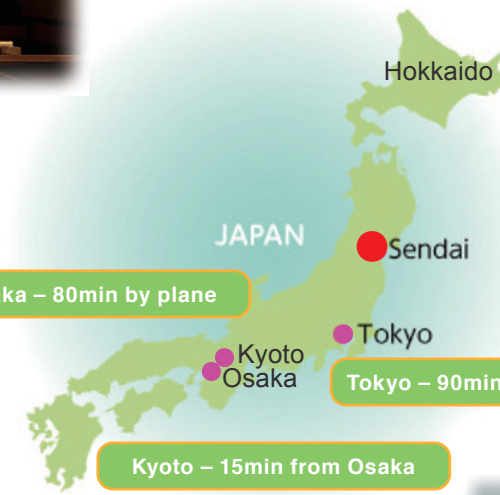 Hokkaido
JAPAN
Sendai
ka – 80min by plane
Tokyo
Kyoto
Osaka
Tokyo – 90min
Kyoto – 15min from Osaka